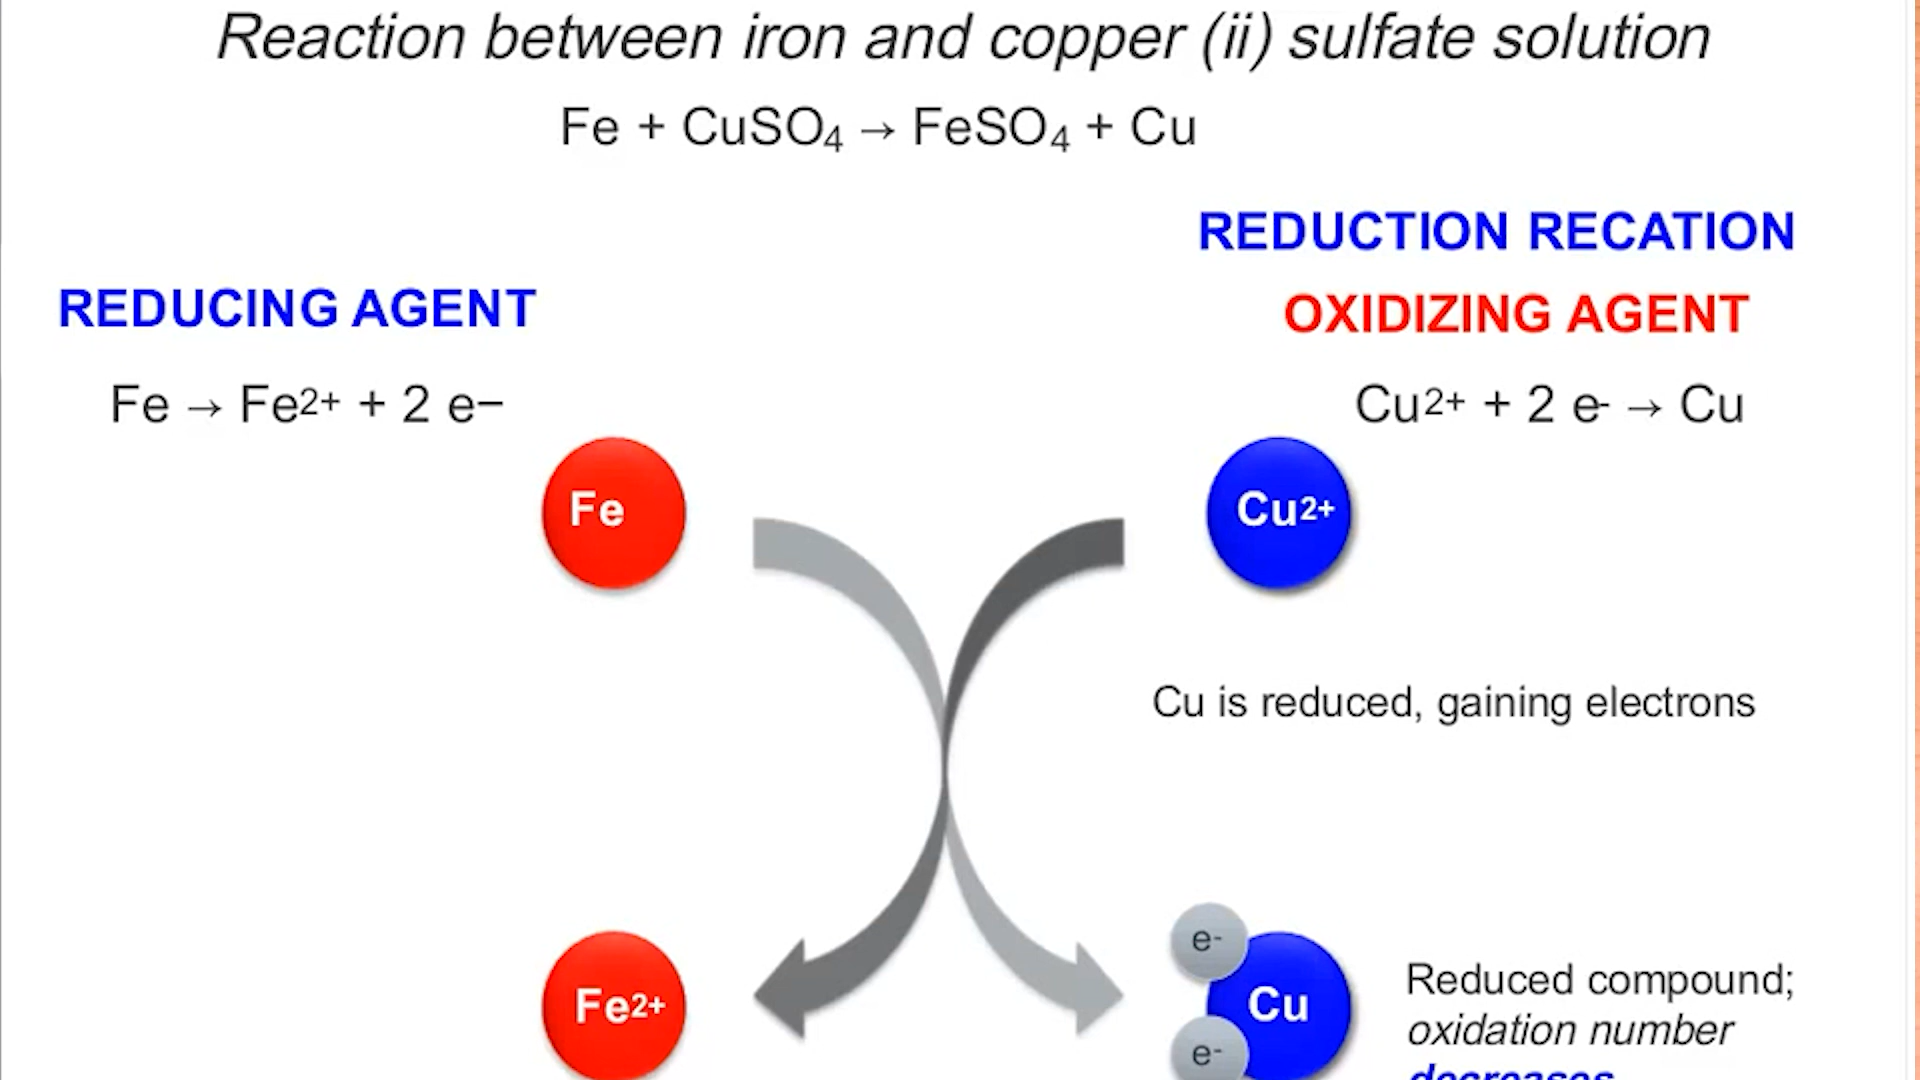 Reaction between iron and copper (ii) sulfate solution
Fe + CuSO₄ → FeSO₄ + Cu
REDUCTION RECATION
REDUCING AGENT
OXIDIZING AGENT
Fe → Fe2+ + 2 e−
Cu2+ + 2 e- → Cu
Fe
Cu2+
Cu is reduced, gaining electrons
e-
Fe2+
Cu
e-
Reduced compound;
oxidation number
decreases